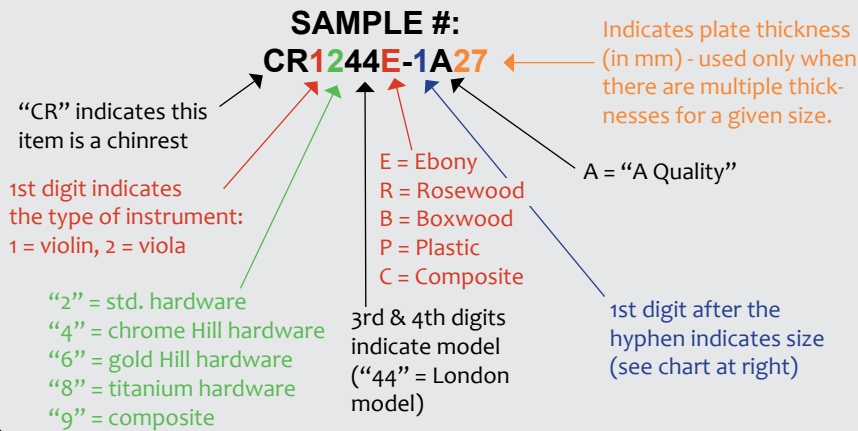 SAMPLE #:
CR1244E-1A27
Indicates plate thickness
(in mm) - used only when
there are multiple thick-
nesses for a given size.
“CR” indicates this
item is a chinrest
1st digit indicates
the type of instrument:
1 = violin, 2 = viola
“2” = std. hardware
“4” = chrome Hill hardware
“6” = gold Hill hardware
“8” = titanium hardware
“9” = composite
3rd & 4th digits
indicate model
(“44” = London
model)
E = Ebony
R = Rosewood
B = Boxwood
P = Plastic
C = Composite
A = “A Quality”
1st digit after the
hyphen indicates size
(see chart at right)